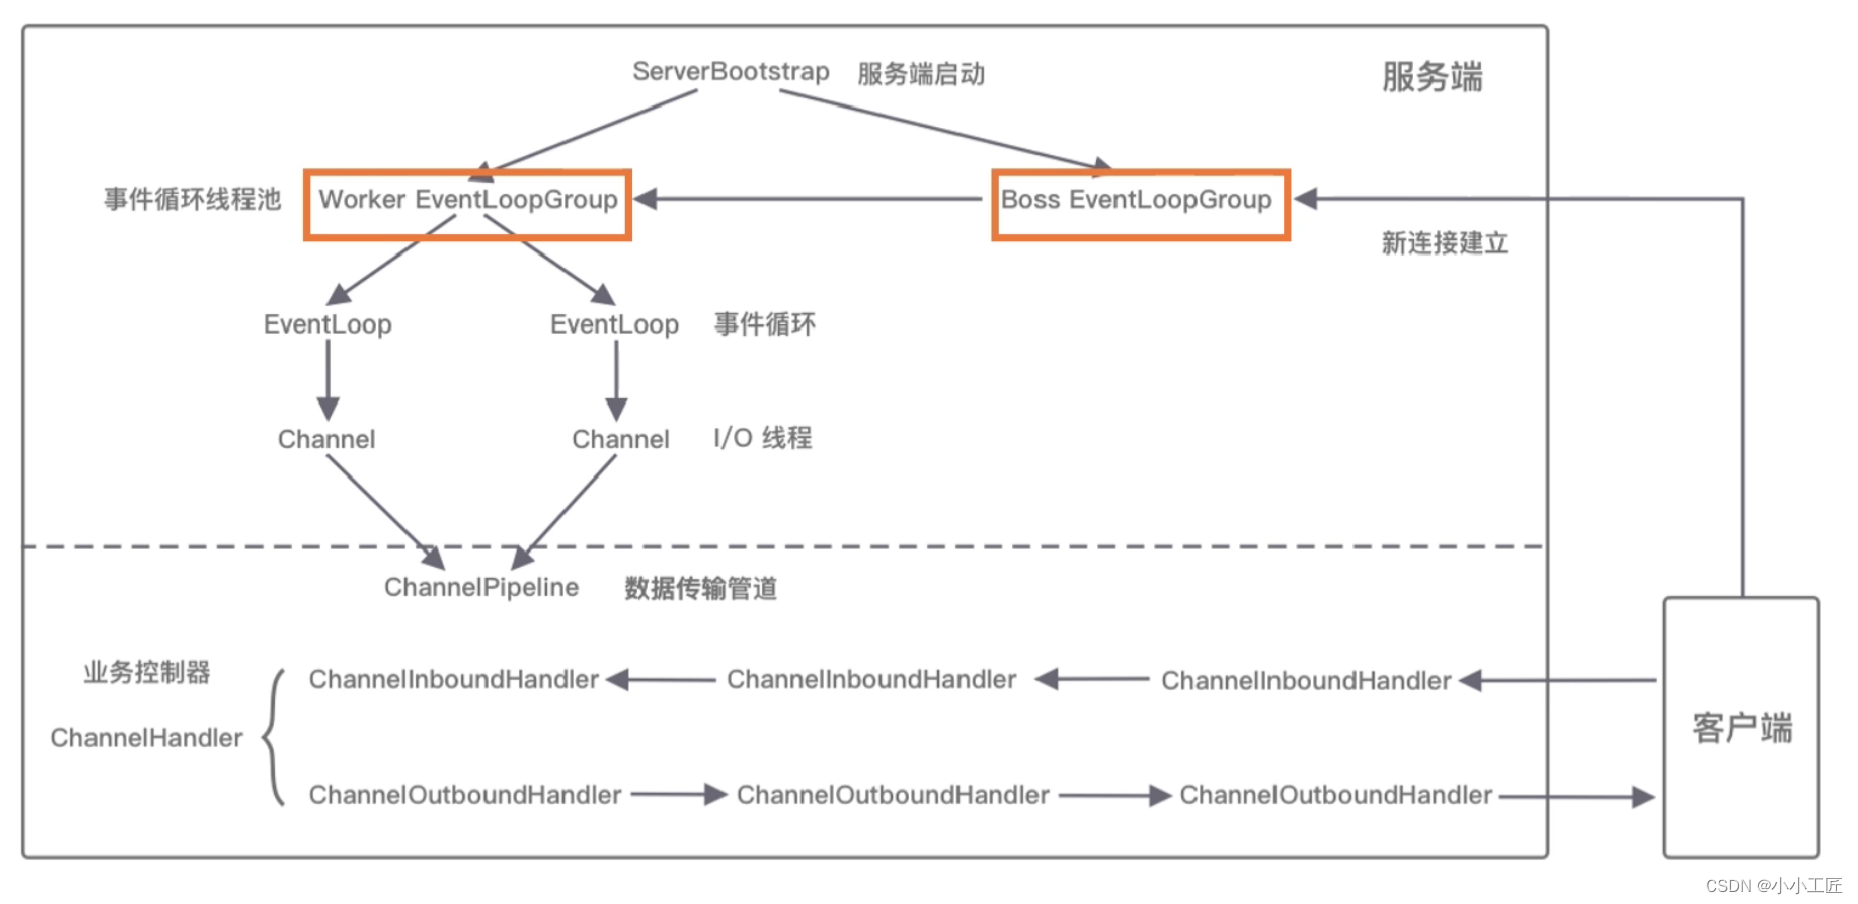 ServerBootstrap 服务端启动 服务端
事件循环线程池 Worker EventLoopGroup Boss EventLoopGroup
新连接建立
EventLoop EventLoop 事件循环
Channel Channel I/O 线程
ChannelPipeline 数据传输管道
业务控制器
ChannelInboundHandler ChannelInboundHandler ChannelInboundHandler
ChannelHandler
客户端
ChannelOutboundHandler ChannelOutboundHandler ChannelOutboundHandler
CSDN @小小工匠